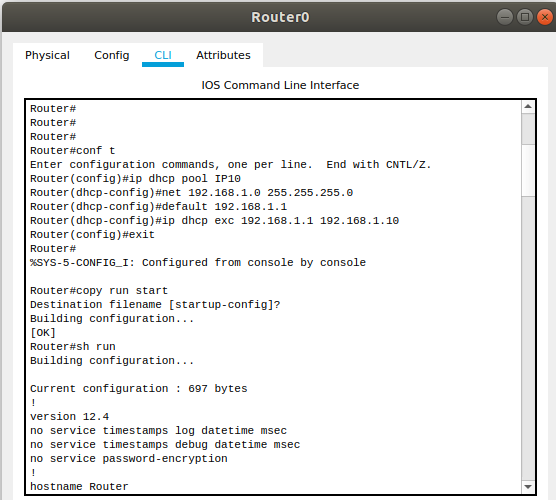 Router0
Physical Config CLI Attributes
IOS Command Line Interface
Router#
Router#
Router#
Router#conf t
Enter configuration commands, one per line.  End with CNTL/Z.
Router(config)#ip dhcp pool IP10
Router(dhcp-config)#net 192.168.1.0 255.255.255.0
Router(dhcp-config)#default 192.168.1.1
Router(dhcp-config)#ip dhcp exc 192.168.1.1 192.168.1.10
Router(config)#exit
Router#
%SYS-5-CONFIG_I: Configured from console by console
Router#copy run start
Destination filename [startup-config]?
Building configuration...
[OK]
Router#sh run
Building configuration...
Current configuration : 697 bytes
!
version 12.4
no service timestamps log datetime msec
no service timestamps debug datetime msec
no service password-encryption
!
hostname Router